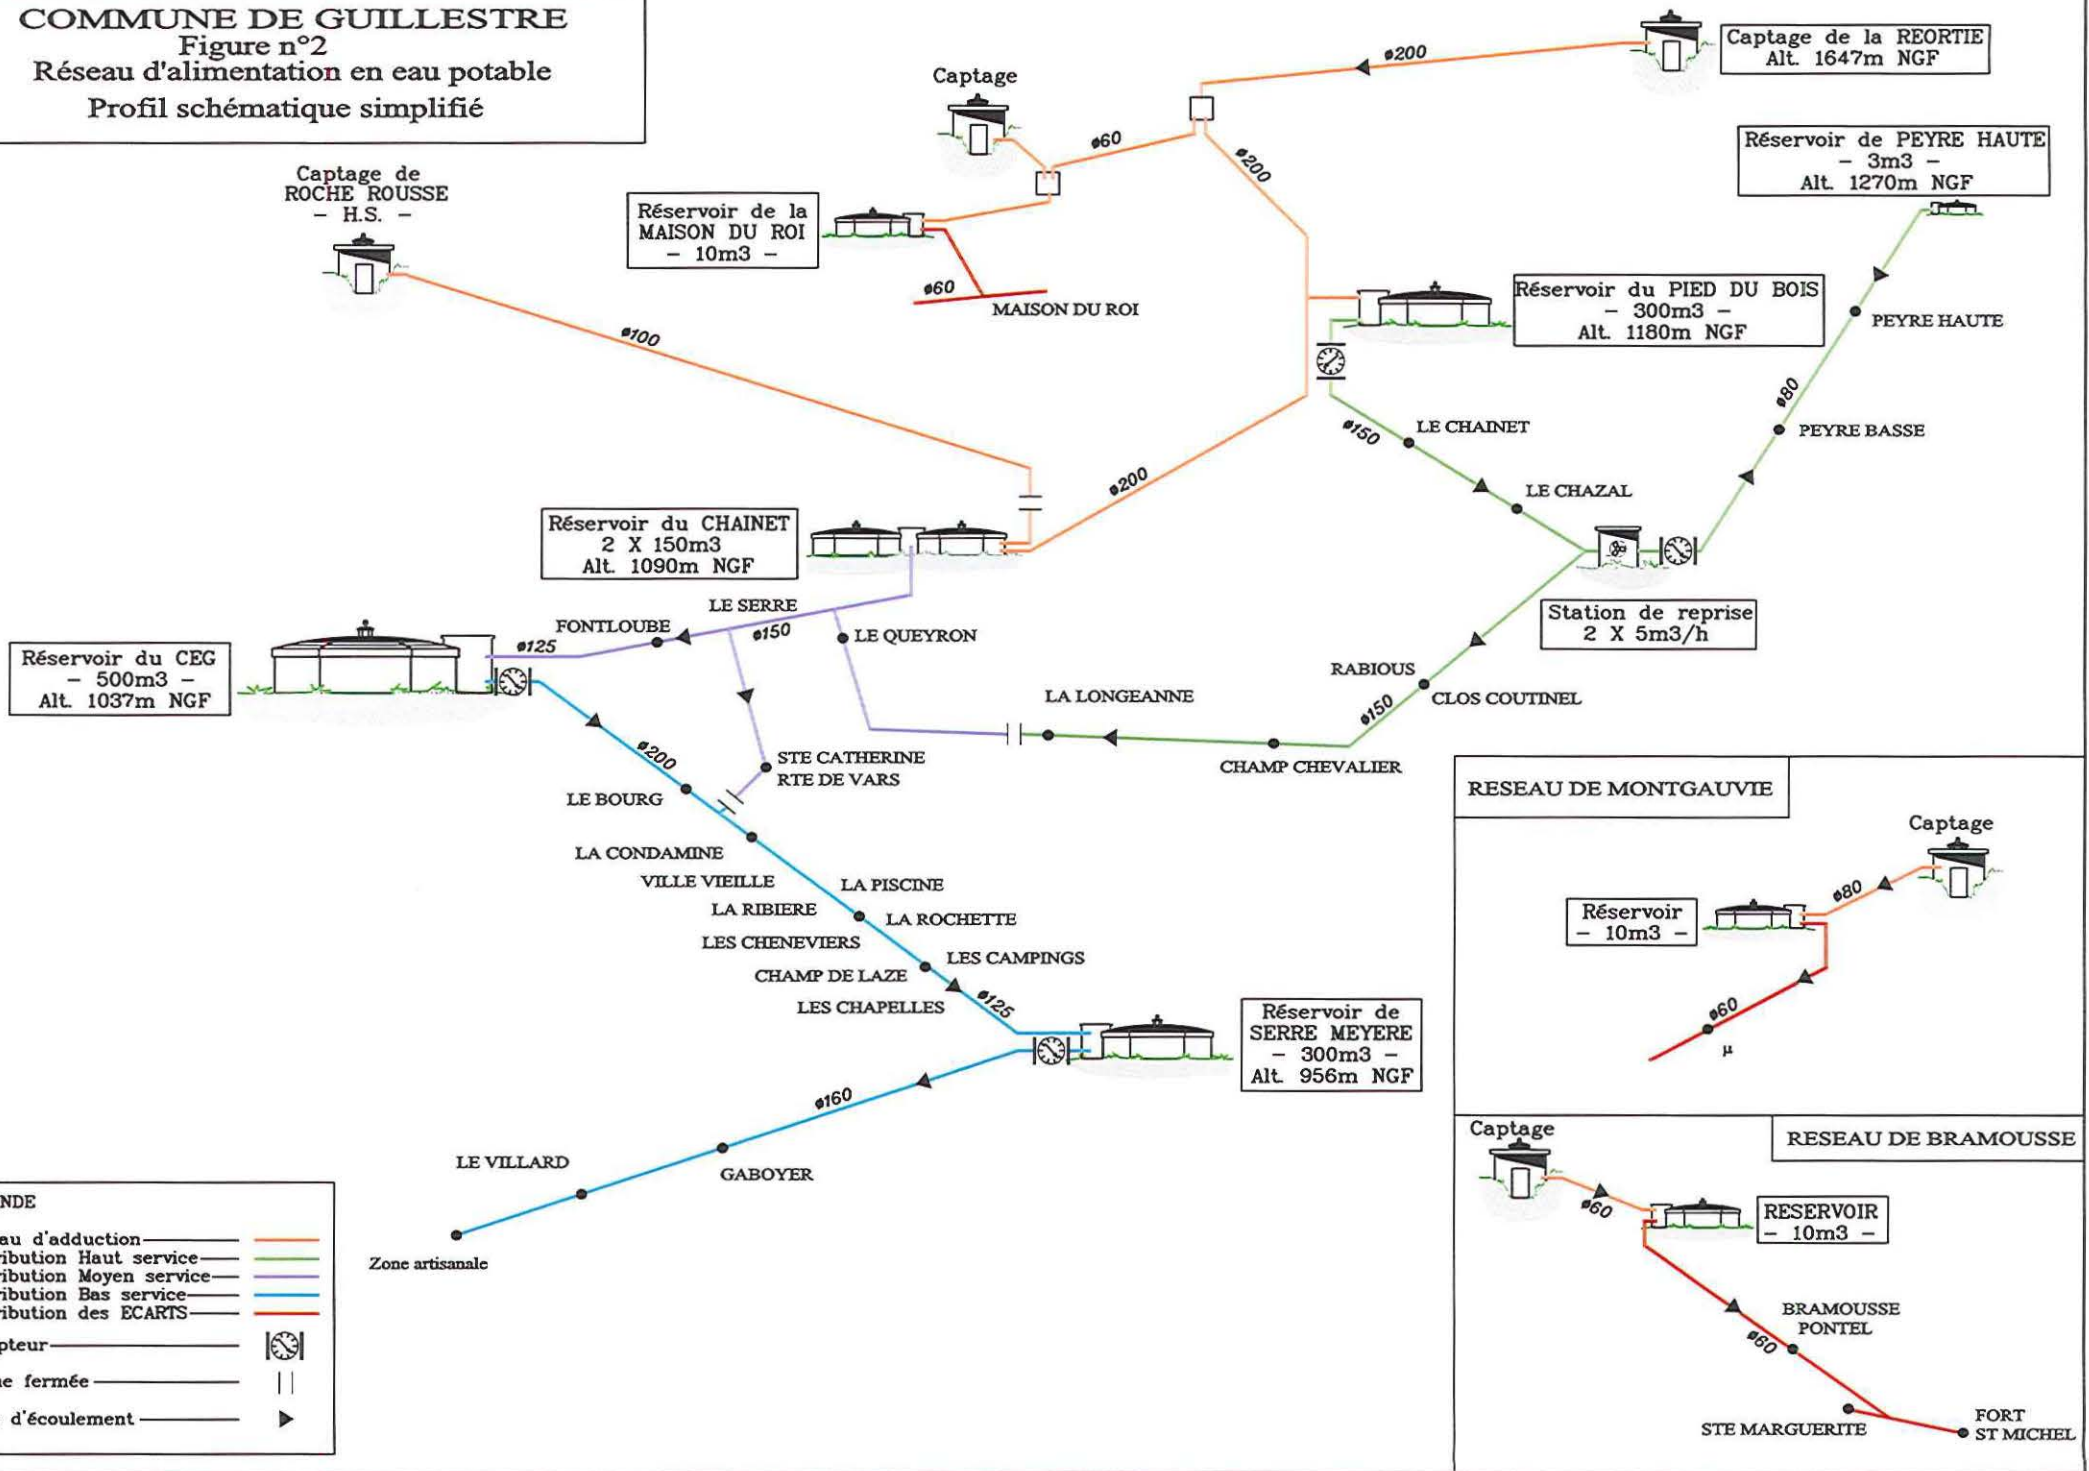 COMMUNE DE GUILLESTRE
Figure n°2
Réseau d'alimentation en eau potable
Profil schématique simplifié
Captage de la REORTIE
Alt. 1647m NGF
ø200
Captage
ø60
ø200
Réservoir de PEYRE HAUTE
- 3m3 -
Alt. 1270m NGF
Captage de
ROCHE ROUSSE
- H.S. -
Réservoir de la
MAISON DU ROI
- 10m3 -
ø60
MAISON DU ROI
Réservoir du PIED DU BOIS
- 300m3 -
Alt. 1180m NGF
PEYRE HAUTE
ø100
ø80
PEYRE BASSE
ø150
LE CHAINET
ø200
LE CHAZAL
Réservoir du CHAINET
2 X 150m3
Alt. 1090m NGF
Station de reprise
2 X 5m3/h
LE SERRE
FONTLOUBE
ø150
LE QUEYRON
ø125
Réservoir du CEG
- 500m3 -
Alt. 1037m NGF
RABIOUS
CLOS COUTINEL
ø150
LA LONGEANNE
CHAMP CHEVALIER
ø200
STE CATHERINE
RTE DE VARS
LE BOURG
LA CONDAMINE
VILLE VIEILLE
LA PISCINE
LA RIBIERE
LA ROCHETTE
LES CHENEVIERS
LES CAMPINGS
CHAMP DE LAZE
LES CHAPELLES
ø125
Réservoir de
SERRE MEYERE
- 300m3 -
Alt. 956m NGF
ø160
LE VILLARD
GABOYER
Zone artisanale
RESEAU DE MONTGAUVIE
Captage
ø80
Réservoir
- 10m3 -
ø60
µ
RESEAU DE BRAMOUSSE
Captage
ø60
RESERVOIR
- 10m3 -
BRAMOUSSE
PONTEL
ø60
STE MARGUERITE
FORT
ST MICHEL
NDE
au d'adduction
ribution Haut service
ribution Moyen service
ribution Bas service
ribution des ECARTS
pteur
ne fermée
d'écoulement